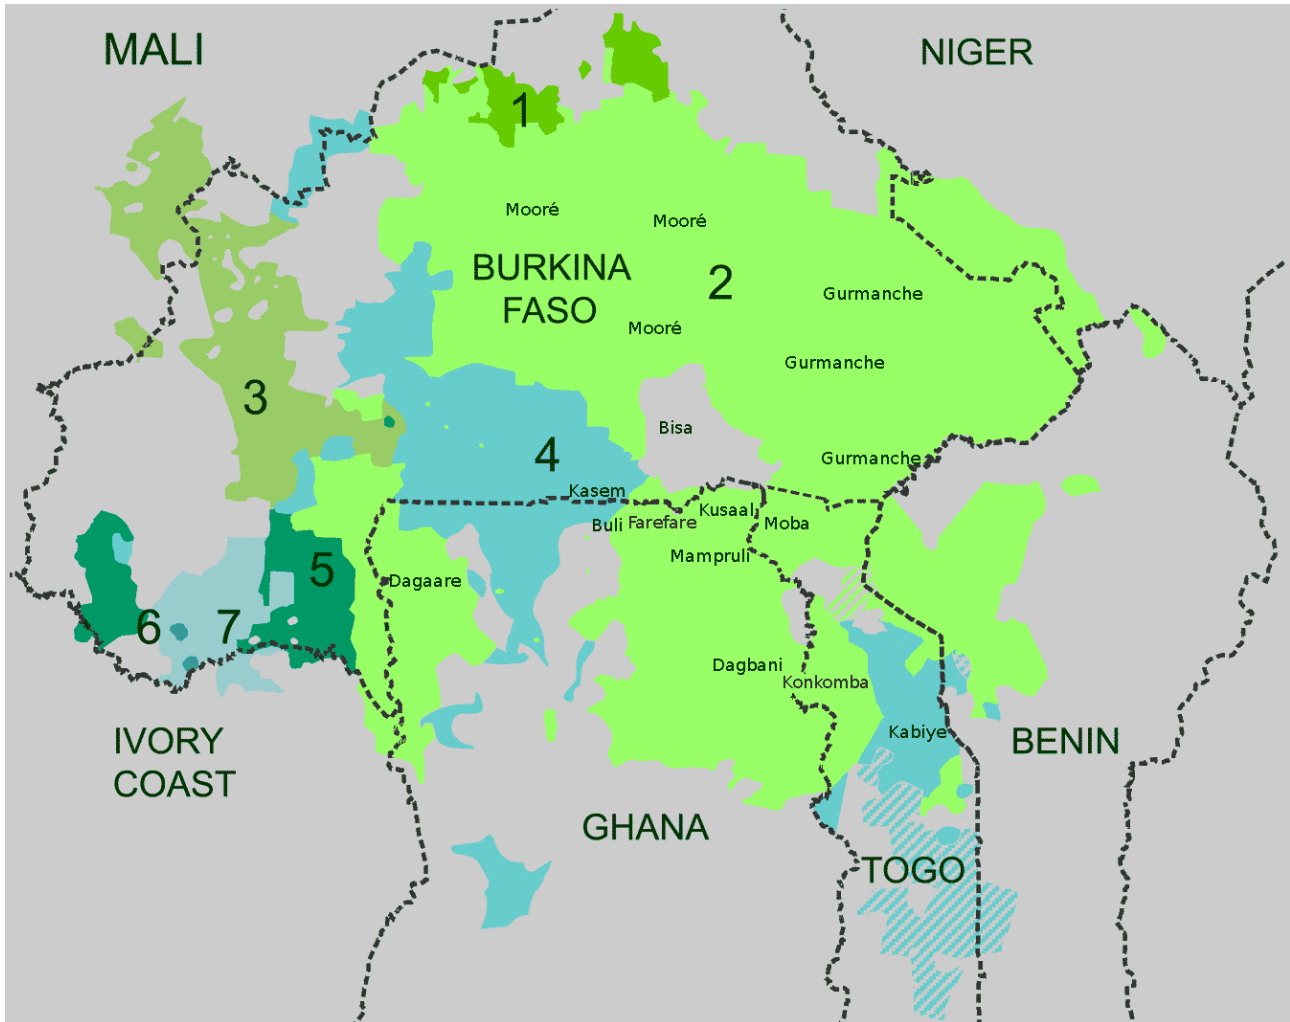 MALI
NIGER
1
Mooré
Mooré
BURKINA
FASO
2
Gurmanche
Mooré
Gurmanche
3
Bisa
4
Gurmanche
Kasem
Buli
Farefare
Kusaal
Moba
Mampruli
5
Dagaare
6
7
Dagbani
Konkomba
IVORY
COAST
Kabiye
BENIN
GHANA
TOGO